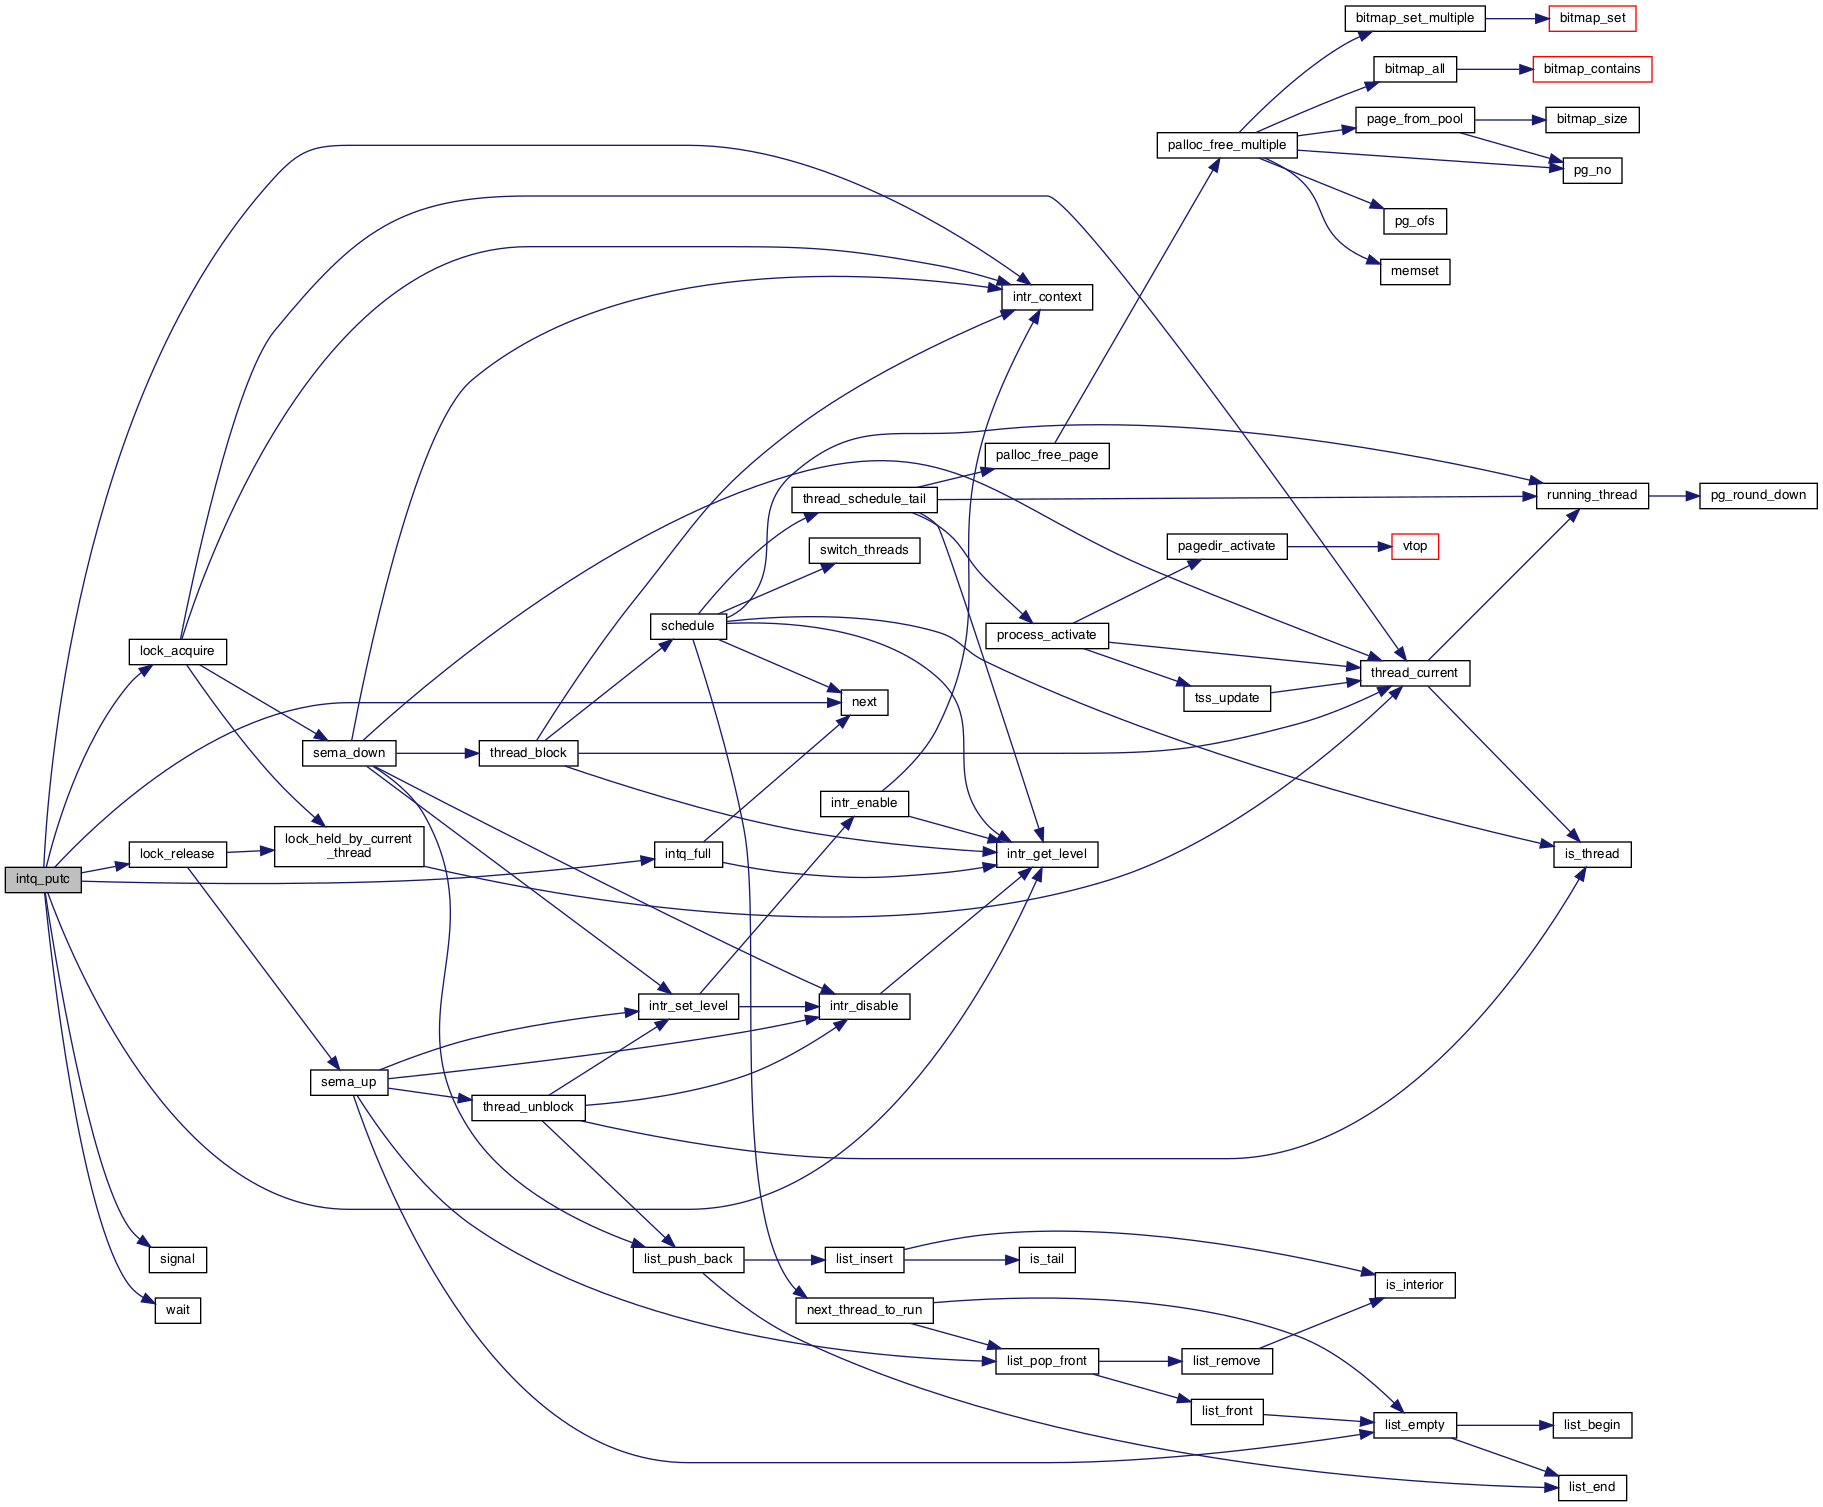 bitmap_set_multiple
bitmap_set
bitmap_all
bitmap_contains
page_from_pool
bitmap_size
palloc_free_multiple
pg_no
pg_ofs
memset
intr_context
palloc_free_page
thread_schedule_tail
running_thread
pg_round_down
switch_threads
pagedir_activate
vtop
schedule
process_activate
lock_acquire
thread_current
tss_update
next
sema_down
thread_block
intr_enable
lock_held_by_current
_thread
lock_release
intq_full
intr_get_level
is_thread
intq_putc
intr_set_level
intr_disable
sema_up
thread_unblock
signal
list_push_back
list_insert
is_tail
is_interior
wait
next_thread_to_run
list_pop_front
list_remove
list_front
list_empty
list_begin
list_end